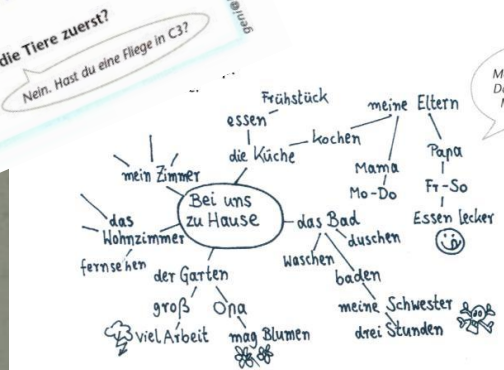 die Tiere zuerst?
Nein. Hast du eine Fliege in C3?
geni@l
Frühstück
essen
meine Eltern
kochen
die Küche
Papa
Mama
mein Zimmer
Mo-Do
Fr-So
Bei uns
zu Hause
das Bad
Essen lecker
das
Wohnzimmer
duschen
waschen
fernsehen
der Garten
baden
groß
Opa
meine Schwester
viel Arbeit
mag Blumen
drei Stunden